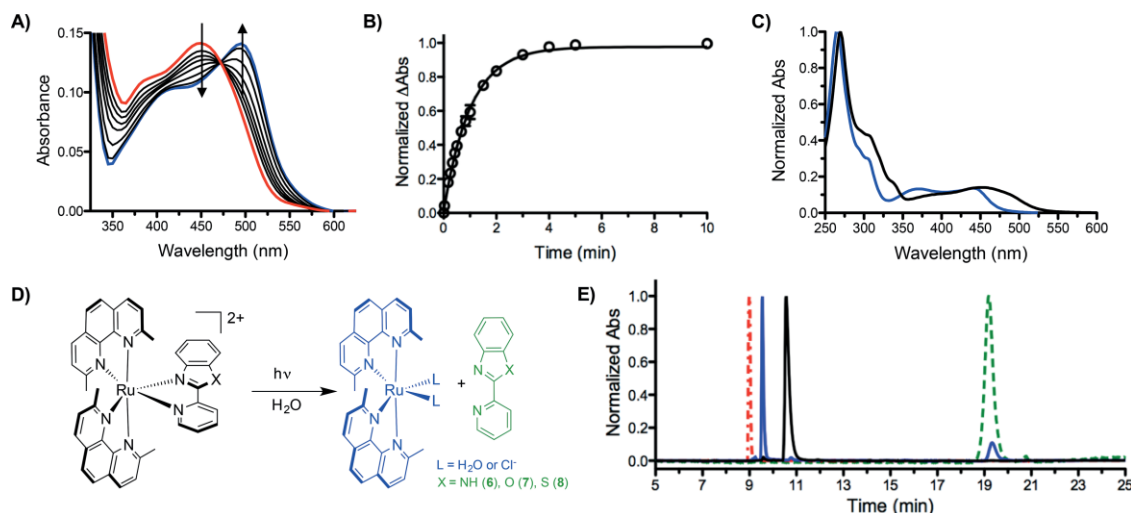 A)
0.15
0.10
0.05
0.00
Absorbance
350 400 450 500 550 600
Wavelength (nm)
B)
1.0
0.8
0.6
0.4
0.2
0.0
Normalized ΔAbs
0 2 4 6 8 10
Time (min)
C)
1.0
0.8
0.6
0.4
0.2
0.0
Normalized Abs
250 300 350 400 450 500 550 600
Wavelength (nm)
D)
2+
N
N
N
N
N
N
X
Ru
hν
H₂O
N
N
N
N
Ru
L
L
+
N
X
N
L = H₂O or Cl⁻
X = NH (6), O (7), S (8)
E)
1.0
0.8
0.6
0.4
0.2
0.0
Normalized Abs
5 7 9 11 13 15 17 19 21 23 25
Time (min)